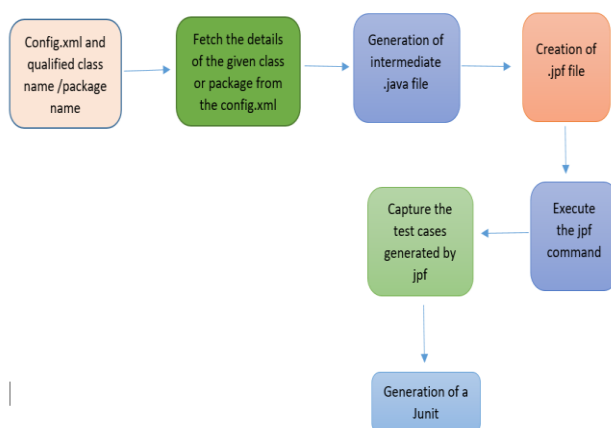 Config.xml and
qualified class
name /package
name
Fetch the details
of the given class
or package from
the config.xml
Generation of
intermediate
.java file
Creation of
.jpf file
Execute
the jpf
command
Capture the
test cases
generated by
jpf
Generation of a
Junit